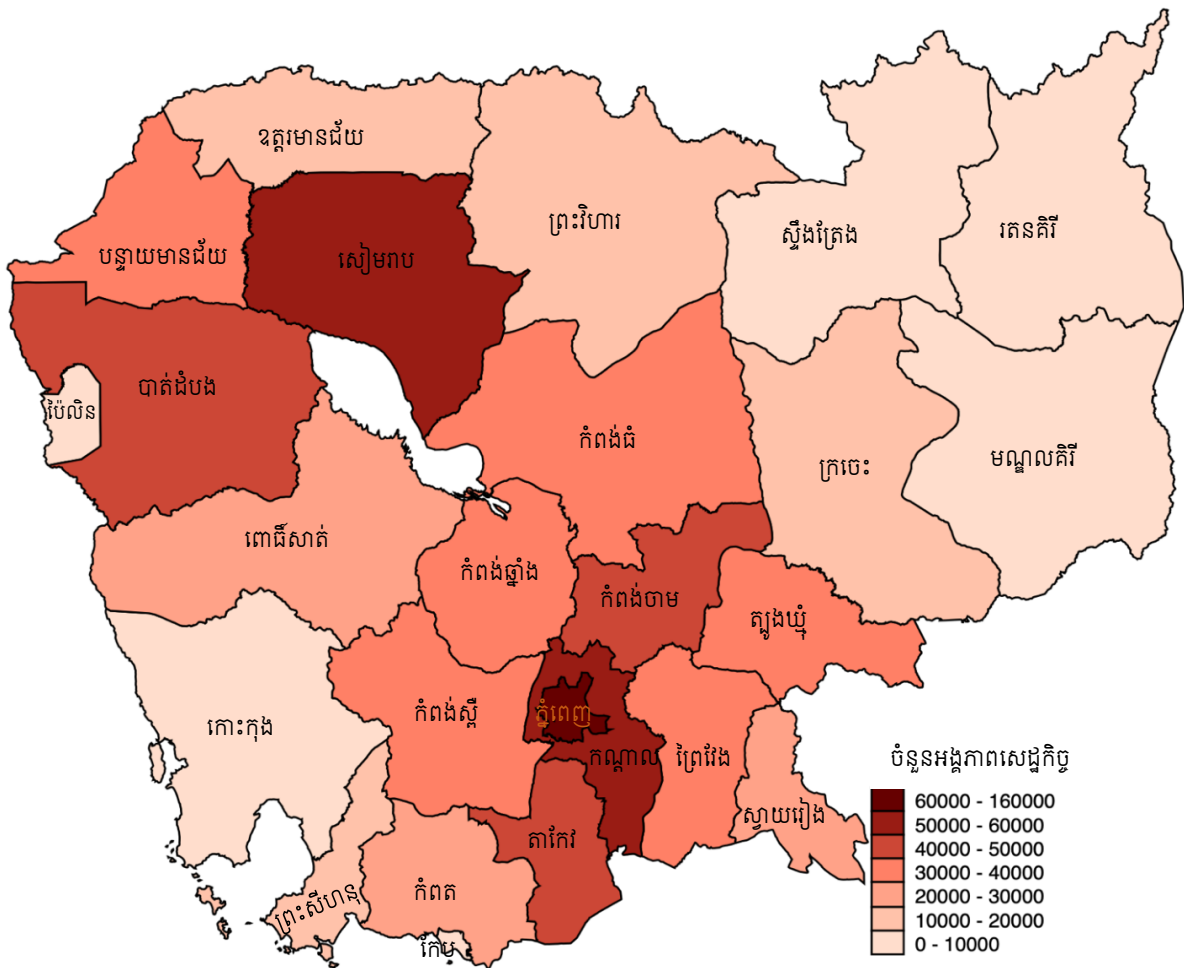 ឧត្តរមានជ័យ
ព្រះវិហារ
ស្ទឹងត្រែង
រតនគិរី
បន្ទាយមានជ័យ
សៀមរាប
បាត់ដំបង
ប៉ៃលិន
កំពង់ធំ
ក្រចេះ
មណ្ឌលគិរី
ពោធិ៍សាត់
កំពង់ឆ្នាំង
កំពង់ចាម
ត្បូងឃ្មុំ
កោះកុង
កំពង់ស្ពឺ
ភ្នំពេញ
កណ្តាល
ព្រៃវែង
ស្វាយរៀង
តាកែវ
កំពត
ព្រះសីហនុ
កែប
ចំនួនអង្គភាពសេដ្ឋកិច្ច
60000 - 160000
50000 - 60000
40000 - 50000
30000 - 40000
20000 - 30000
10000 - 20000
0 - 10000